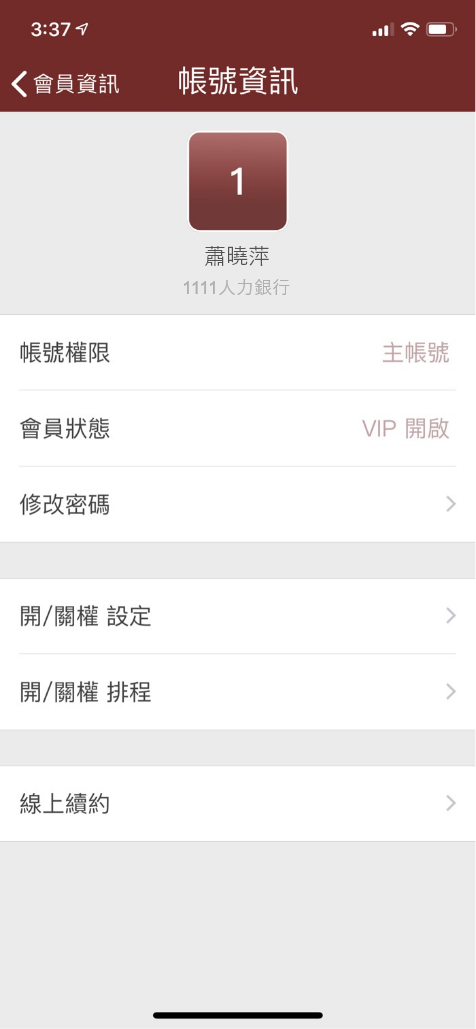 3:37
會員資訊
帳號資訊
1
蕭曉萍
1111人力銀行
帳號權限
主帳號
會員狀態
VIP 開啟
修改密碼
開/關權 設定
開/關權 排程
線上續約